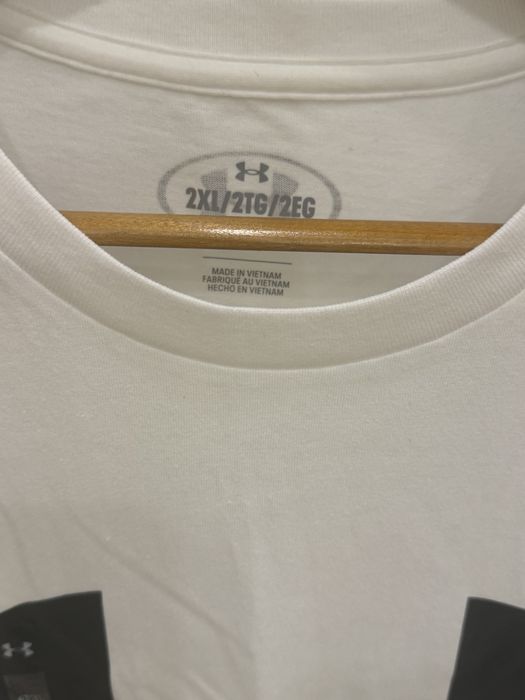 2XL/2TG/2EG
MADE IN VIETNAM
FABRIQUÉ AU VIETNAM
HECHO EN VIETNAM